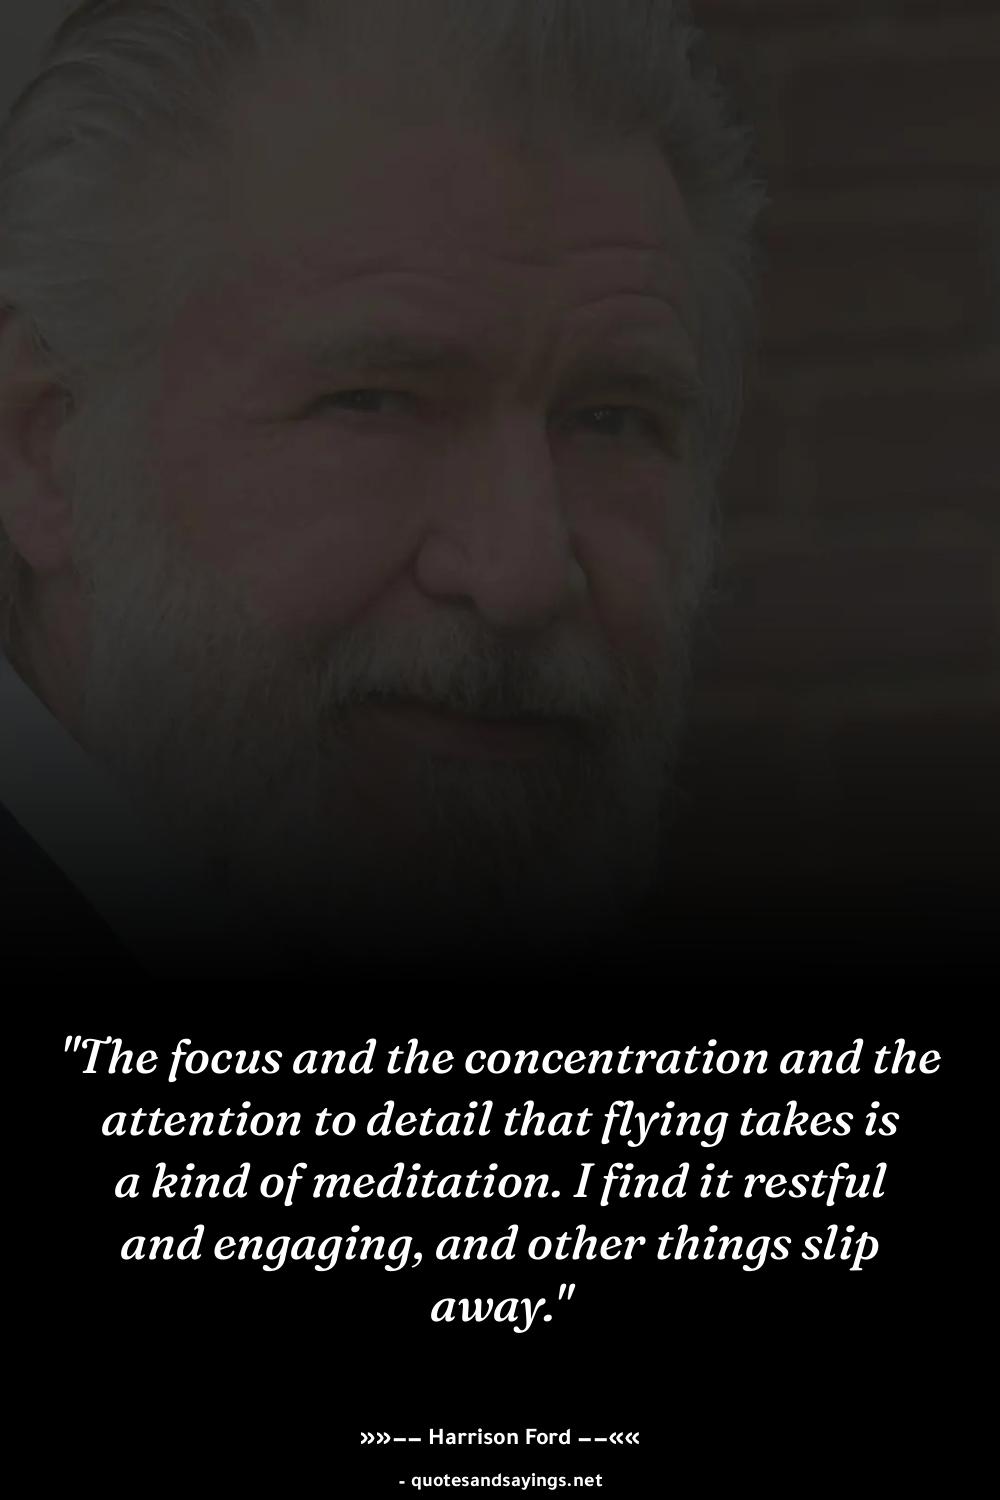 "The focus and the concentration and the
attention to detail that flying takes is
a kind of meditation. I find it restful
and engaging, and other things slip
away."
»»–– Harrison Ford ––««
- quotesandsayings.net